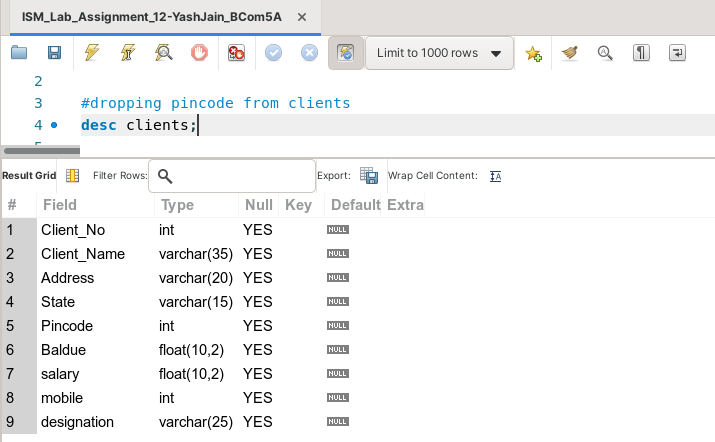 ISM_Lab_Assignment_12-YashJain_BCom5A ×
Limit to 1000 rows
2
3 #dropping pincode from clients
4 desc clients;
Result Grid Filter Rows: Export: Wrap Cell Content:
# Field Type Null Key Default Extra
1 Client_No int YES NULL
2 Client_Name varchar(35) YES NULL
3 Address varchar(20) YES NULL
4 State varchar(15) YES NULL
5 Pincode int YES NULL
6 Baldue float(10,2) YES NULL
7 salary float(10,2) YES NULL
8 mobile int YES NULL
9 designation varchar(25) YES NULL